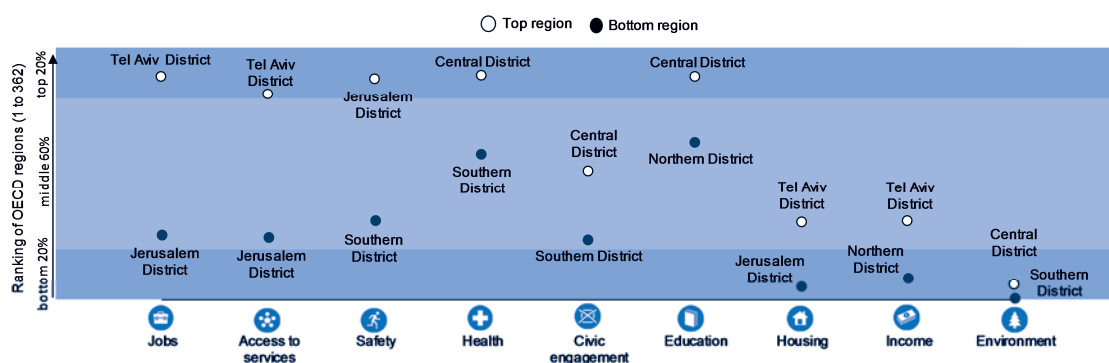 Top region
Bottom region
Ranking of OECD regions (1 to 362)
top 20%
middle 60%
bottom 20%
Tel Aviv District
Jerusalem
District
Tel Aviv
District
Jerusalem
District
Jerusalem
District
Southern
District
Central District
Southern
District
Central
District
Southern District
Central District
Northern District
Tel Aviv
District
Jerusalem
District
Tel Aviv
District
Northern
District
Central
District
Southern
District
Jobs
Access to
services
Safety
Health
Civic
engagement
Education
Housing
Income
Environment